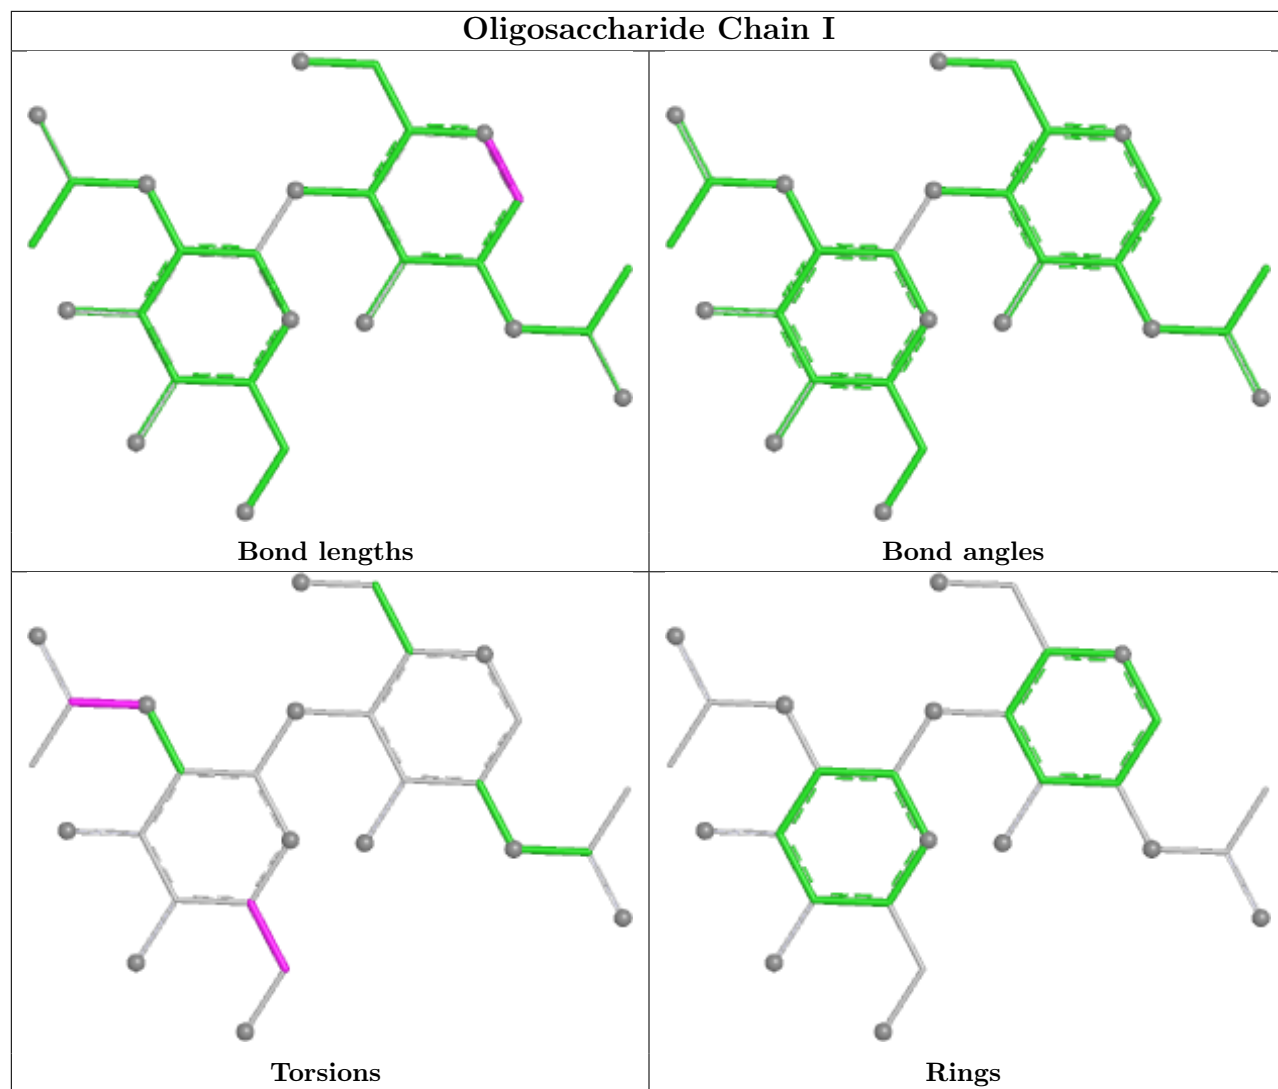 Oligosaccharide Chain I
Bond lengths
Bond angles
Torsions
Rings